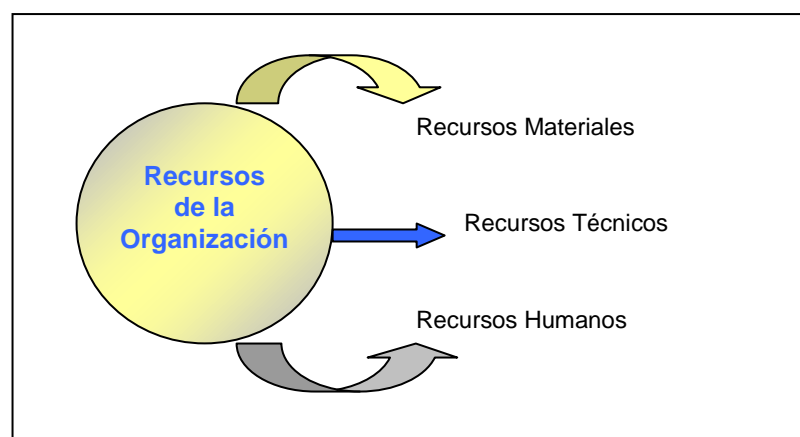 Recursos
de la
Organización
Recursos Materiales
Recursos Técnicos
Recursos Humanos